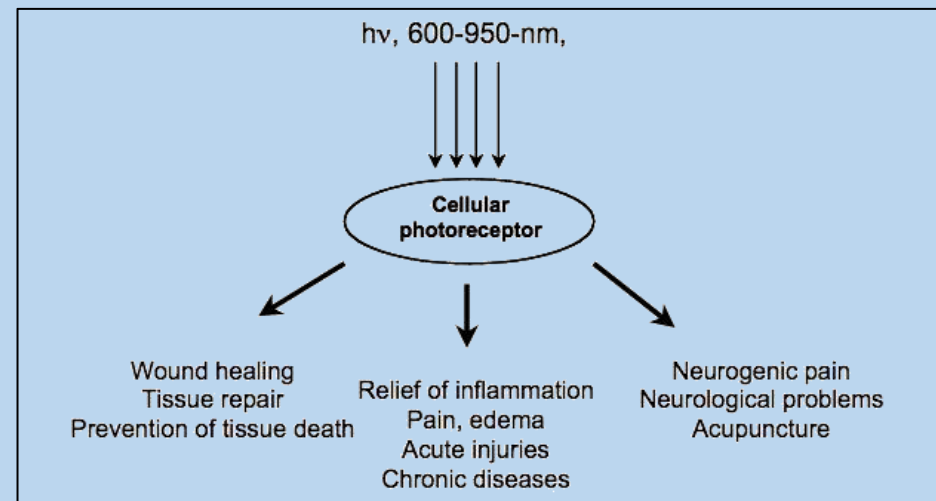 hν, 600-950-nm,
Cellular
photoreceptor
Wound healing
Tissue repair
Prevention of tissue death
Relief of inflammation
Pain, edema
Acute injuries
Chronic diseases
Neurogenic pain
Neurological problems
Acupuncture